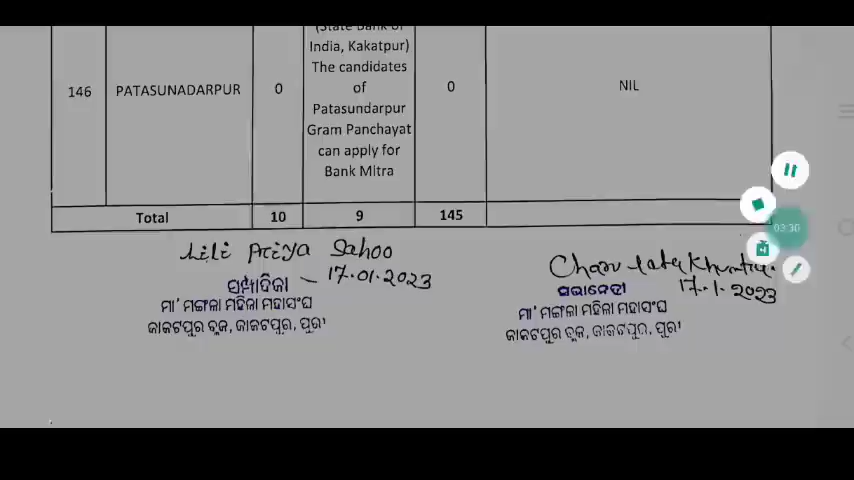 (State Bank of
India, Kakatpur)
The candidates
of
Patasundarpur
Gram Panchayat
can apply for
Bank Mitra
146 PATASUNADARPUR 0 0 NIL
Total 10 9 145
Lili Priya Sahoo
17.01.2023
ସମ୍ପାଦିକା
ମା' ମଙ୍ଗଳା ମହିଳା ମହାସଂଘ
କାକଟପୁର ବ୍ଲକ, କାକଟପୁର, ପୁରୀ
Charulata Khuntia.
17.1.2023
ସଭାନେତ୍ରୀ
ମା' ମଙ୍ଗଳା ମହିଳା ମହାସଂଘ
କାକଟପୁର ବ୍ଲକ, କାକଟପୁର, ପୁରୀ
03:30